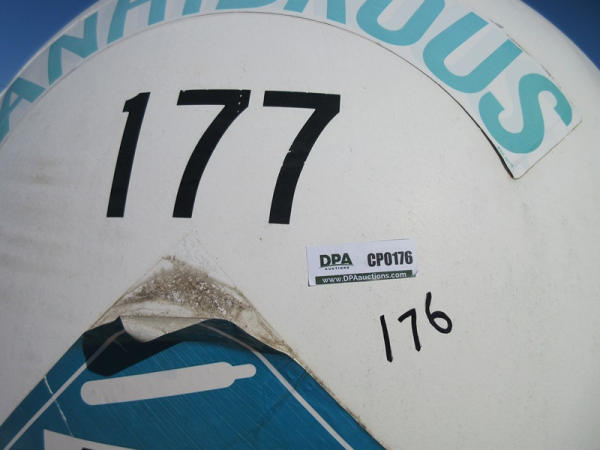 ANHYDROUS
177
DPA CP0176
AUCTIONS
www.DPAauctions.com
176